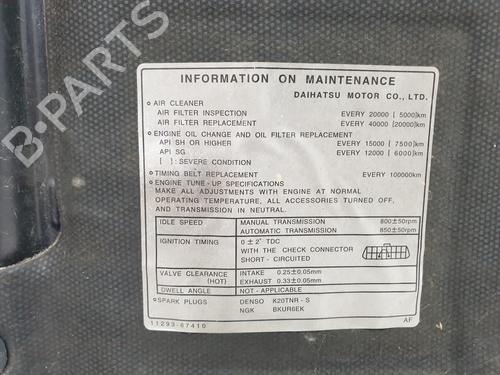 B-PARTS
INFORMATION ON MAINTENANCE
DAIHATSU MOTOR CO., LTD.
AIR CLEANER
AIR FILTER INSPECTION EVERY 20000 [ 5000]km
AIR FILTER REPLACEMENT EVERY 40000 [20000]km
ENGINE OIL CHANGE AND OIL FILTER REPLACEMENT
API SH OR HIGHER EVERY 15000 [ 7500]km
API SG EVERY 12000 [ 6000]km
[ ] : SEVERE CONDITION
TIMING BELT REPLACEMENT EVERY 100000km
ENGINE TUNE-UP SPECIFICATIONS
MAKE ALL ADJUSTMENTS WITH ENGINE AT NORMAL
OPERATING TEMPERATURE, ALL ACCESSORIES TURNED OFF,
AND TRANSMISSION IN NEUTRAL.
IDLE SPEED MANUAL TRANSMISSION 800±50rpm
AUTOMATIC TRANSMISSION 850±50rpm
IGNITION TIMING 0±2° TDC
WITH THE CHECK CONNECTOR
SHORT-CIRCUITED
VALVE CLEARANCE INTAKE 0.25±0.05mm
(HOT) EXHAUST 0.33±0.05mm
DWELL ANGLE NOT-APPLICABLE
SPARK PLUGS DENSO K20TNR-S
NGK BKUR6EK
11293-87410 AF